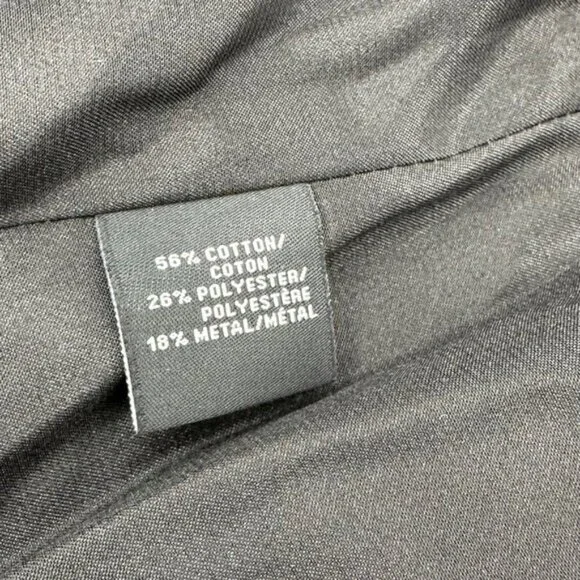 56% COTTON/
COTON
26% POLYESTER/
POLYESTÈRE
18% METAL/MÉTAL